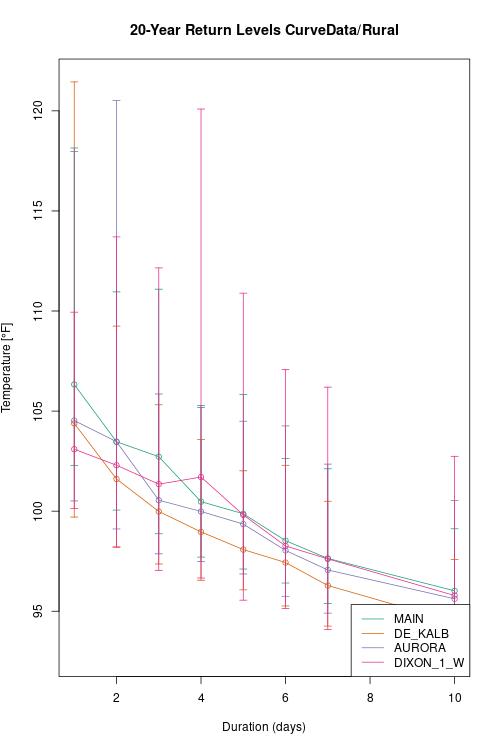 20-Year Return Levels CurveData/Rural
Temperature [°F]
120
115
110
105
100
95
2
4
6
8
10
Duration (days)
MAIN
DE_KALB
AURORA
DIXON_1_W